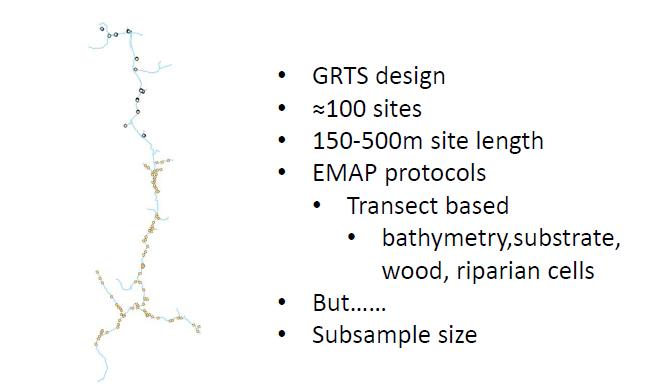 • GRTS design
• ≈100 sites
• 150-500m site length
• EMAP protocols
• Transect based
• bathymetry,substrate,
wood, riparian cells
• But……
• Subsample size